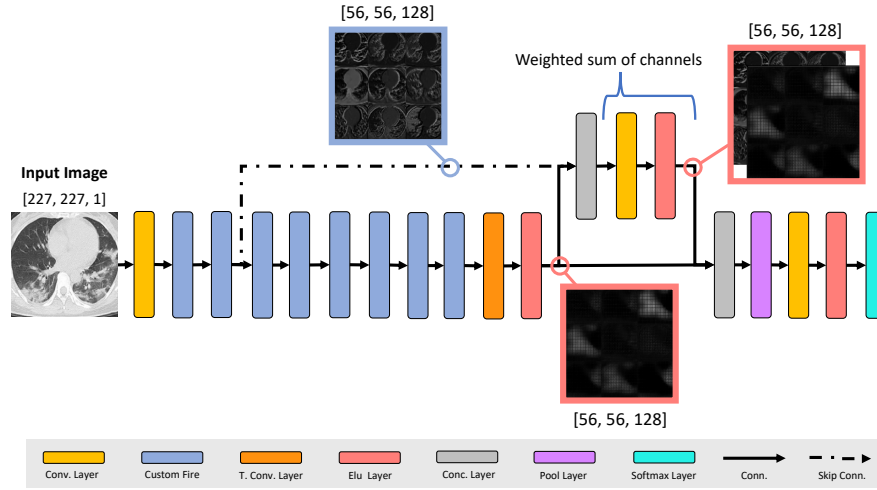 [56, 56, 128]
[56, 56, 128]
Weighted sum of channels
Input Image
[227, 227, 1]
[56, 56, 128]
Conv. Layer
Custom Fire
T. Conv. Layer
Elu Layer
Conc. Layer
Pool Layer
Softmax Layer
Conn.
Skip Conn.